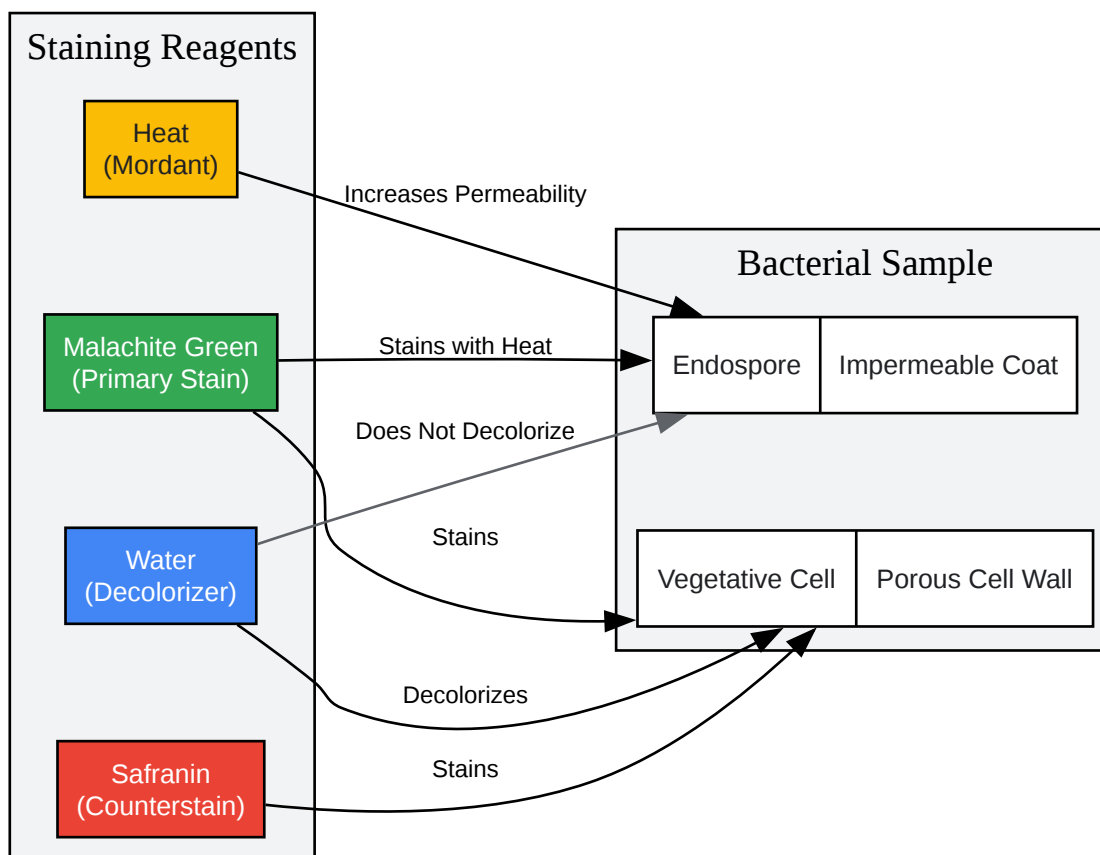 Staining Reagents
Heat
(Mordant)
Increases Permeability
Bacterial Sample
Malachite Green
(Primary Stain)
Stains with Heat
Endospore
Impermeable Coat
Does Not Decolorize
Water
(Decolorizer)
Stains
Vegetative Cell
Porous Cell Wall
Decolorizes
Safranin
(Counterstain)
Stains